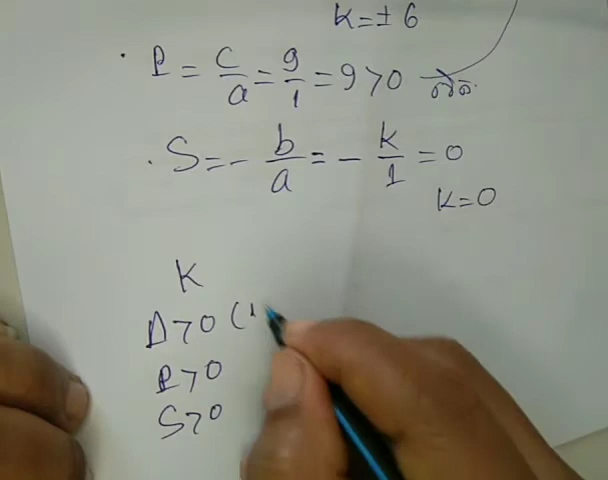 K = ± 6
. P = c/a = 9/1 = 9 > 0
. S = - b/a = - k/1 = 0
K = 0
K
Δ > 0 (
P > 0
S > 0